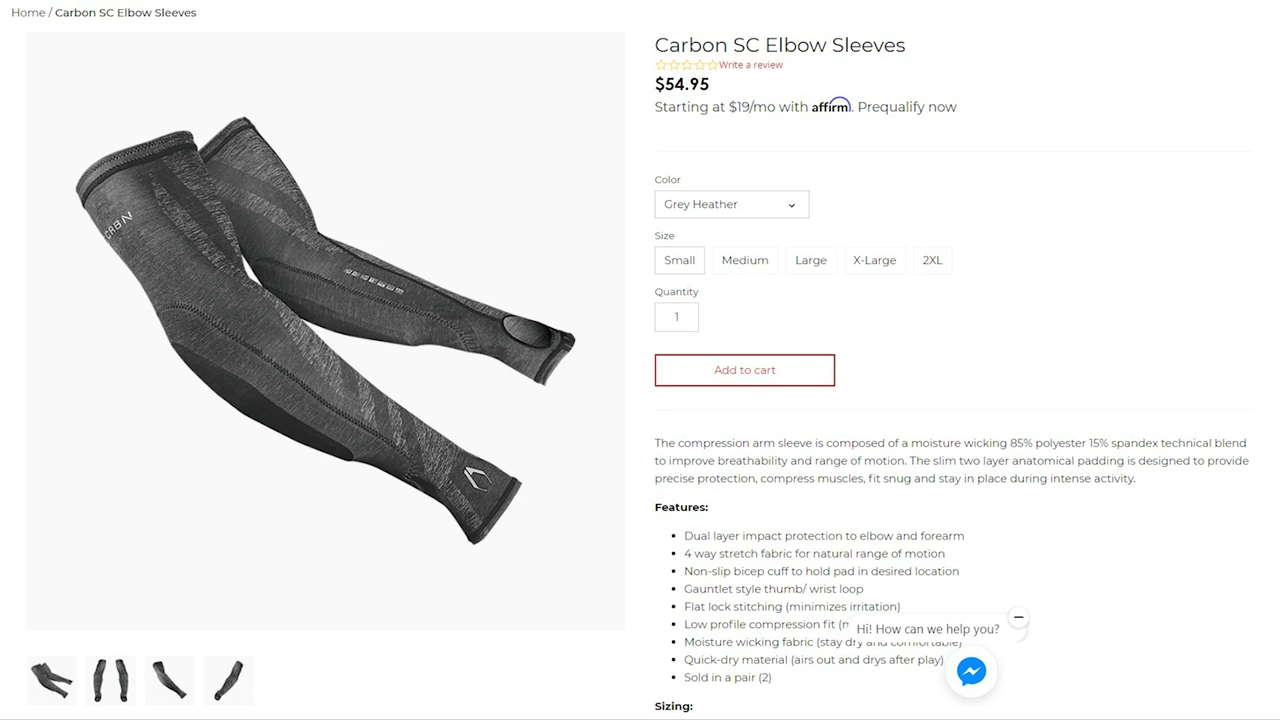 Home / Carbon SC Elbow Sleeves
Carbon SC Elbow Sleeves
Write a review
$54.95
Starting at $19/mo with affirm. Prequalify now
Color
Grey Heather
Size
Small Medium Large X-Large 2XL
Quantity
1
Add to cart
The compression arm sleeve is composed of a moisture wicking 85% polyester 15% spandex technical blend
to improve breathability and range of motion. The slim two layer anatomical padding is designed to provide
precise protection, compress muscles, fit snug and stay in place during intense activity.
Features:
Dual layer impact protection to elbow and forearm
4 way stretch fabric for natural range of motion
Non-slip bicep cuff to hold pad in desired location
Gauntlet style thumb/ wrist loop
Flat lock stitching (minimizes irritation)
Low profile compression fit
Hi! How can we help you?
Moisture wicking fabric (stay dry and comfortable)
Quick-dry material (airs out and drys after play)
Sold in a pair (2)
Sizing:
CRBN